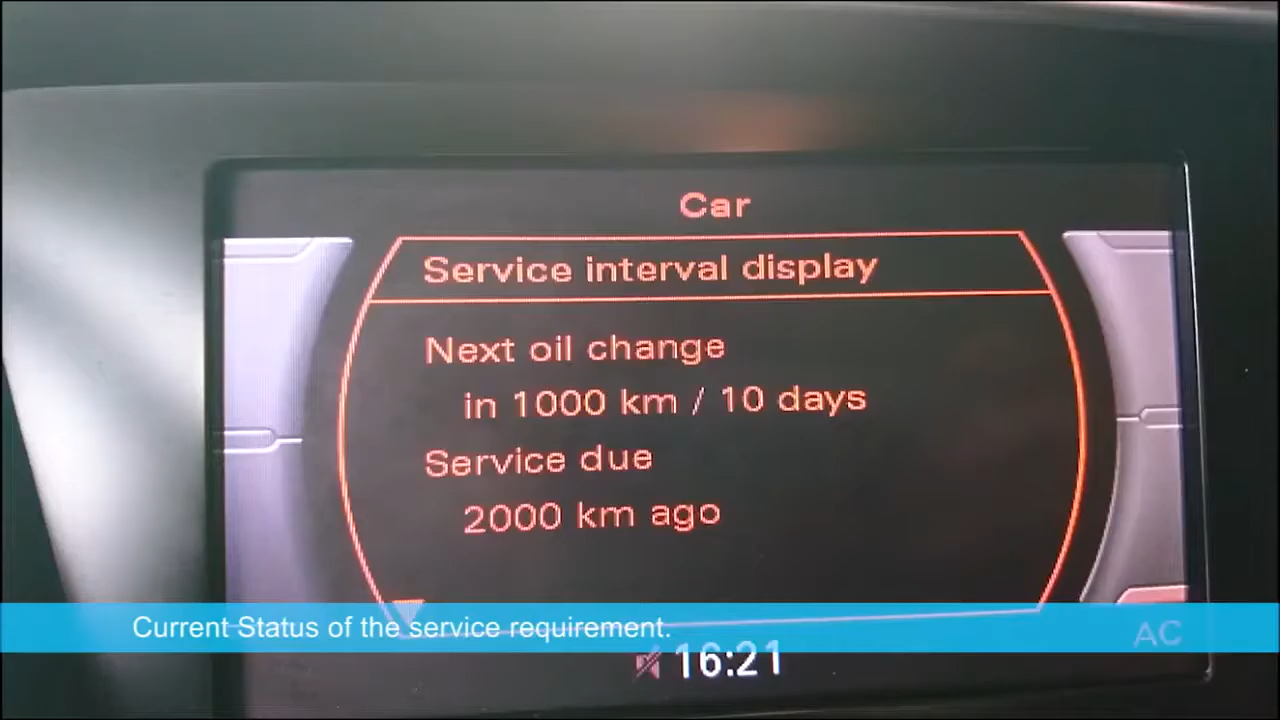 Car
Service interval display
Next oil change
in 1000 km / 10 days
Service due
2000 km ago
Current Status of the service requirement.
AC
16:21